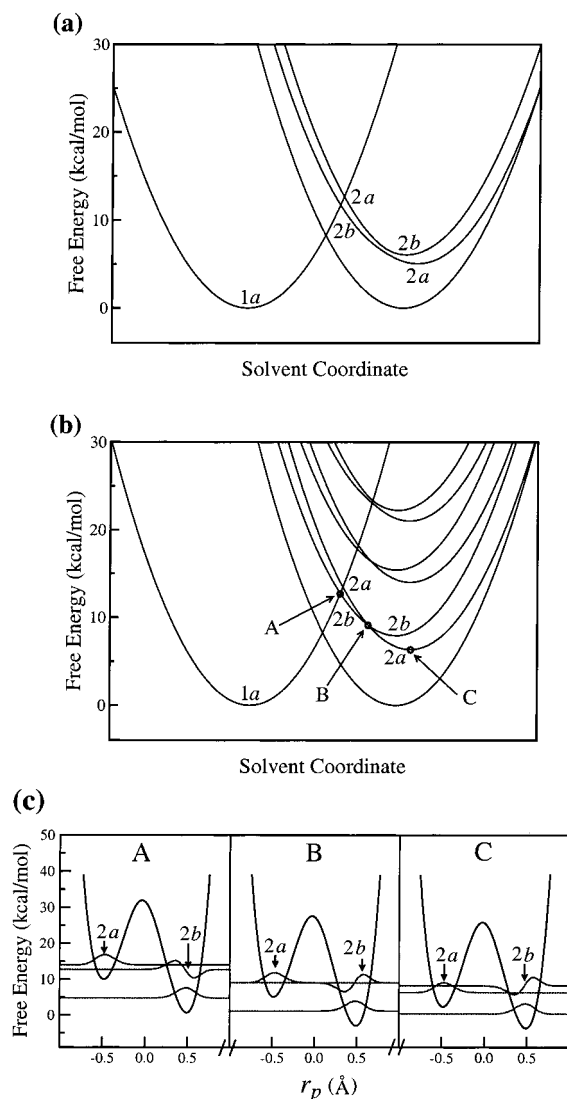 (a)
30
20
10
0
Free Energy (kcal/mol)
2a
2b
2b
2a
1a
Solvent Coordinate
(b)
30
20
10
0
Free Energy (kcal/mol)
2a
A
2b
2b
1a
B
2a
C
Solvent Coordinate
(c)
50
40
30
20
10
0
Free Energy (kcal/mol)
A
B
C
2a
2b
2a
2b
2a
2b
-0.5 0.0 0.5
-0.5 0.0 0.5
-0.5 0.0 0.5
rp (Å)